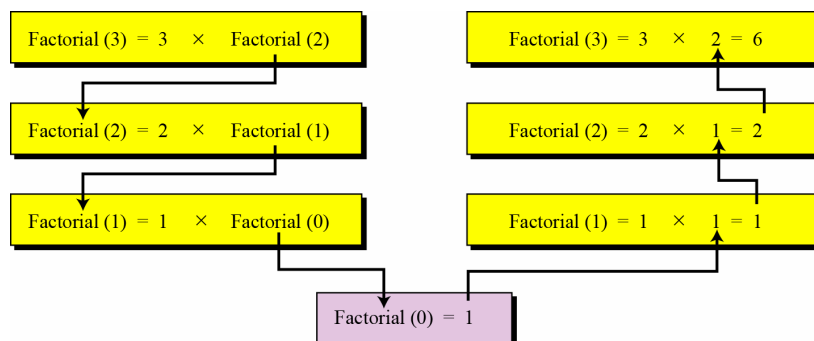 Factorial (3) = 3 × Factorial (2)
Factorial (2) = 2 × Factorial (1)
Factorial (1) = 1 × Factorial (0)
Factorial (0) = 1
Factorial (1) = 1 × 1 = 1
Factorial (2) = 2 × 1 = 2
Factorial (3) = 3 × 2 = 6